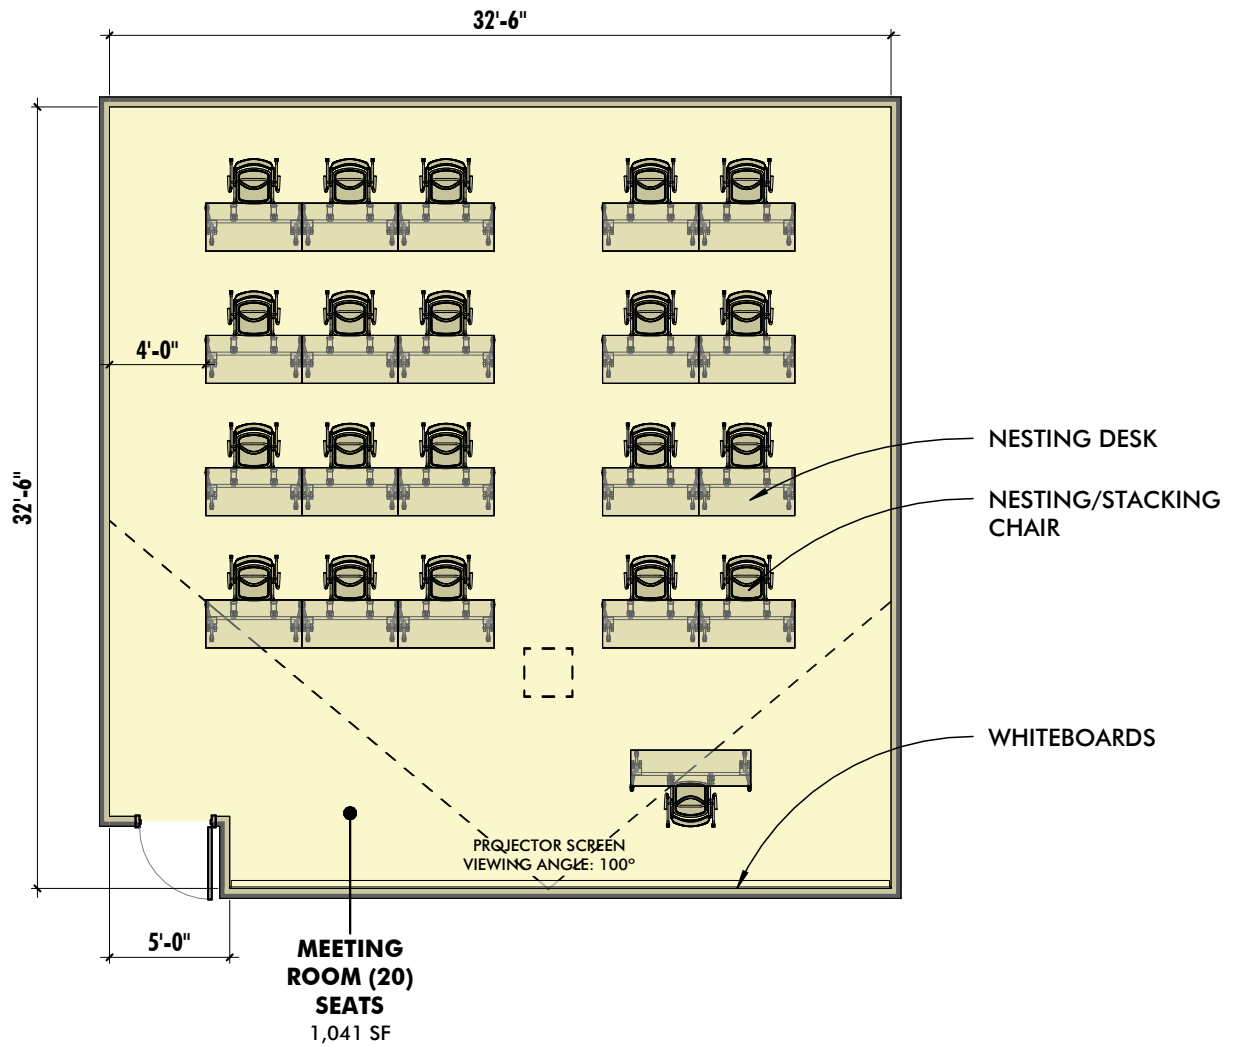 32'-6"
4'-0"
32'-6"
NESTING DESK
NESTING/STACKING
CHAIR
WHITEBOARDS
PROJECTOR SCREEN
VIEWING ANGLE: 100º
5'-0"
MEETING
ROOM (20)
SEATS
1,041 SF